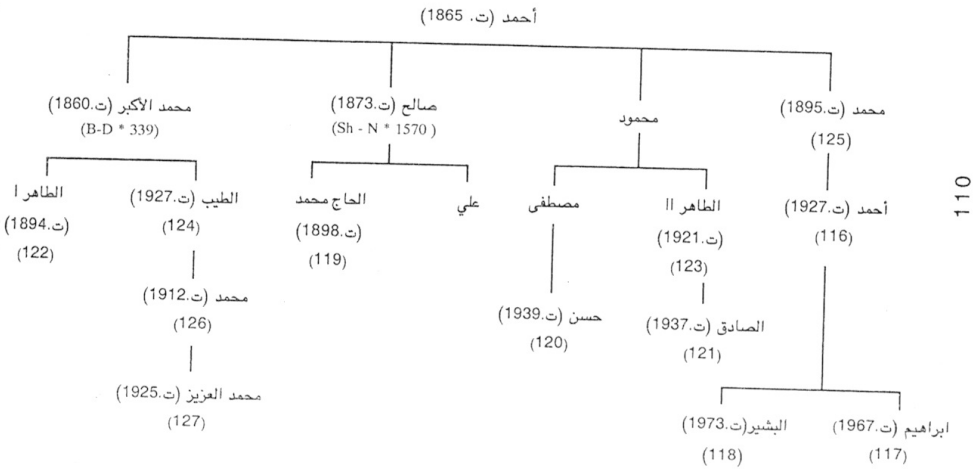 أحمد (ت. 1865)
محمد (ت.1895)
(125)
محمود
صالح (ت.1873)
(Sh - N * 1570 )
محمد الأكبر (ت.1860)
(B-D * 339)
أحمد (ت.1927)
(116)
الطاهر II
(ت.1921)
(123)
مصطفى
علي
الحاج محمد
(ت.1898)
(119)
الطيب (ت.1927)
(124)
الطاهر I
(ت.1894)
(122)
الصادق (ت.1937)
(121)
حسن (ت.1939)
(120)
محمد (ت.1912)
(126)
محمد العزيز (ت.1925)
(127)
ابراهيم (ت.1967)
(117)
البشير(ت.1973)
(118)
110